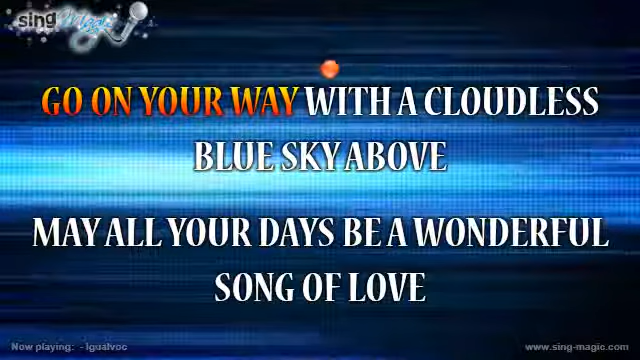 sing Magic
GO ON YOUR WAY WITH A CLOUDLESS
BLUE SKY ABOVE
MAY ALL YOUR DAYS BE A WONDERFUL
SONG OF LOVE
Now playing: - Igualvoc
www.sing-magic.com